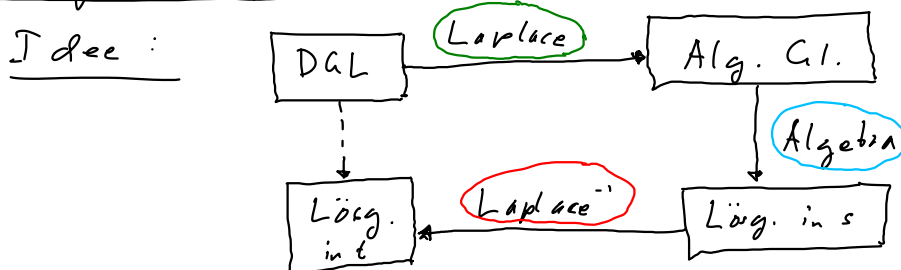 Idee :
Laplace
DGL
Alg. Gl.
Algebra
Laplace⁻¹
Lösg.
in t
Lösg. in s